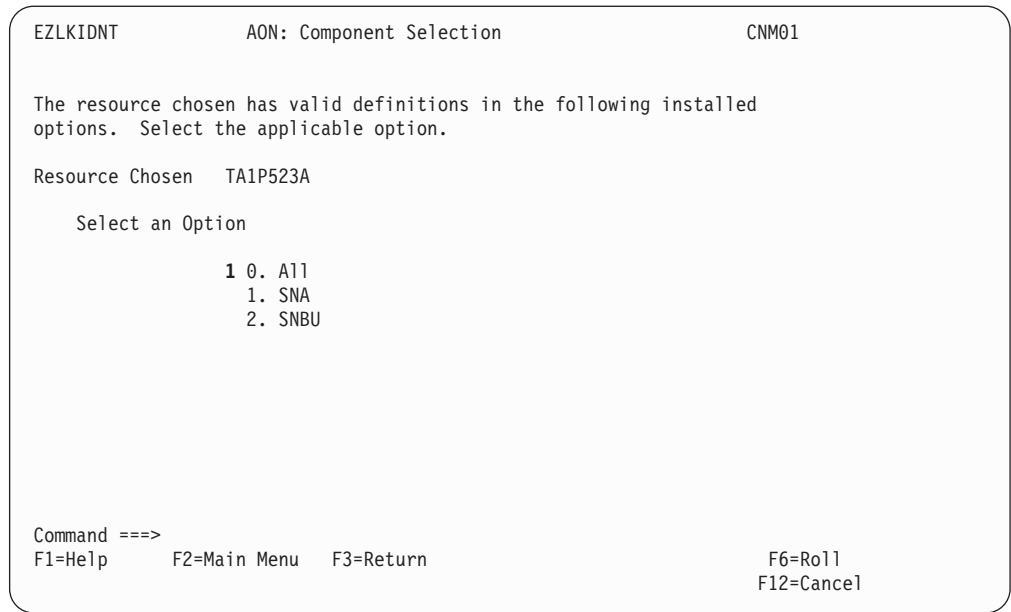 EZLKIDNT AON: Component Selection CNM01
The resource chosen has valid definitions in the following installed
options. Select the applicable option.
Resource Chosen TA1P523A
Select an Option
1 0. All
1. SNA
2. SNBU
Command ===>
F1=Help F2=Main Menu F3=Return F6=Roll
F12=Cancel